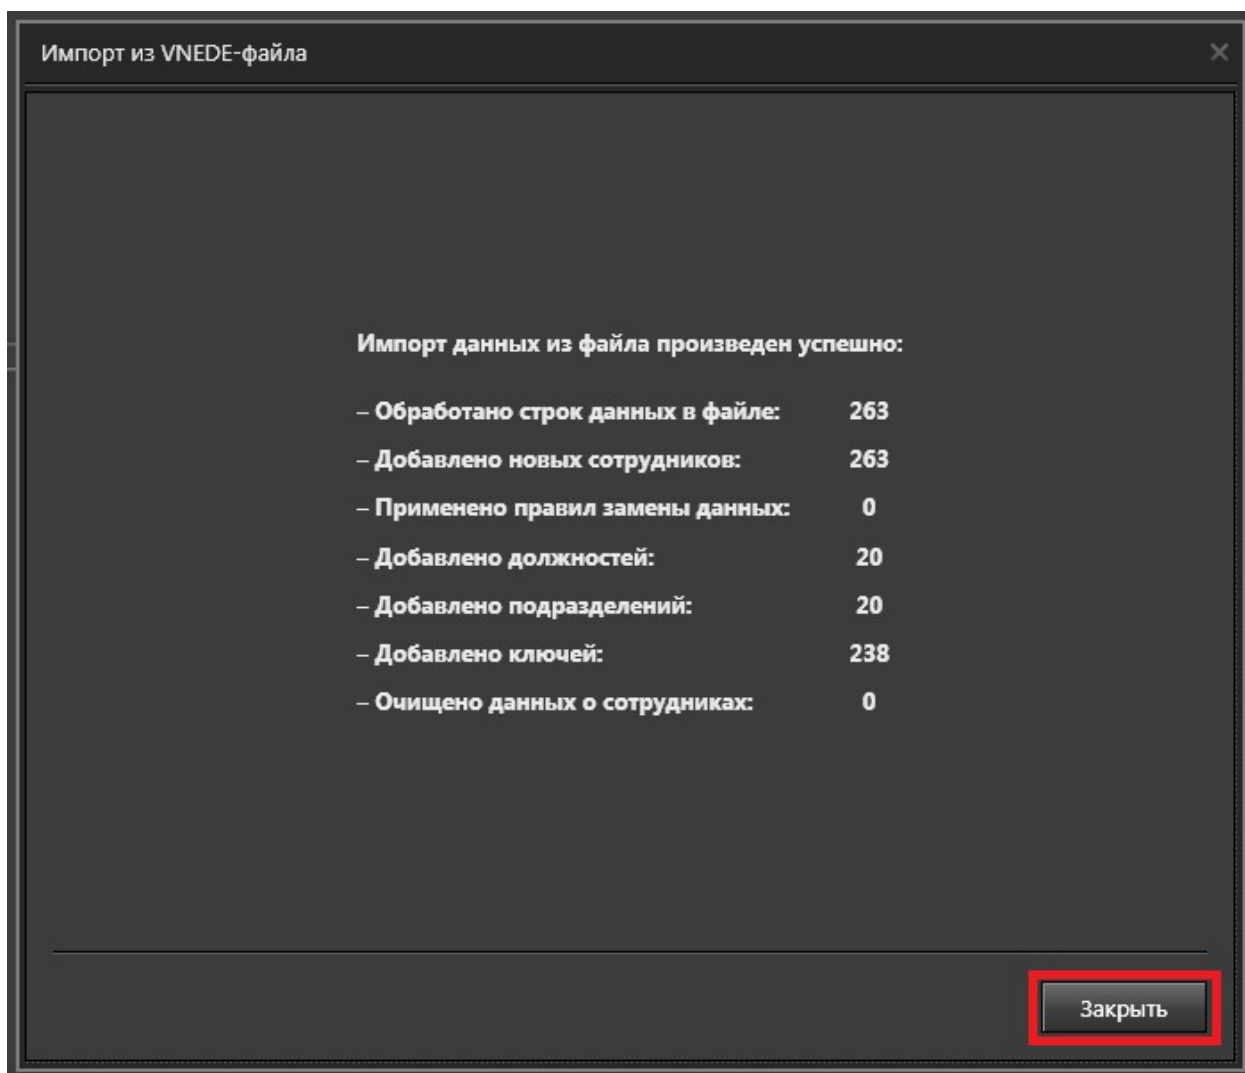 Импорт из VNEDE-файла
Импорт данных из файла произведен успешно:
– Обработано строк данных в файле: 263
– Добавлено новых сотрудников: 263
– Применено правил замены данных: 0
– Добавлено должностей: 20
– Добавлено подразделений: 20
– Добавлено ключей: 238
– Очищено данных о сотрудниках: 0
Закрыть